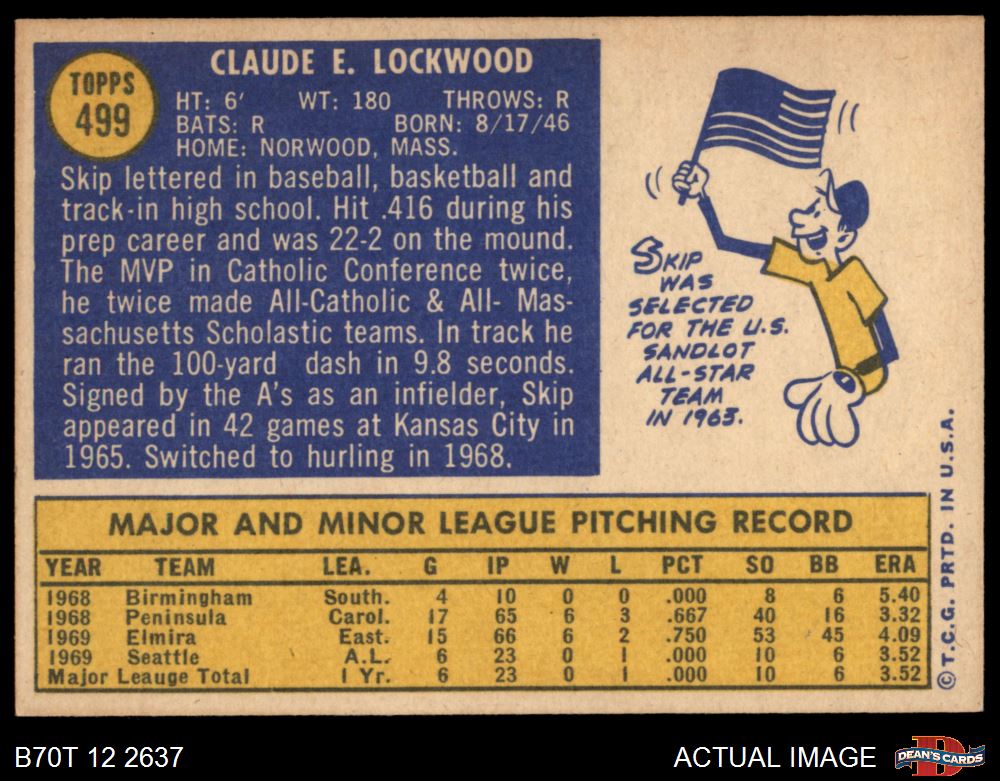 TOPPS
499
CLAUDE E. LOCKWOOD
HT: 6' WT: 180 THROWS: R
BATS: R BORN: 8/17/46
HOME: NORWOOD, MASS.
Skip lettered in baseball, basketball and
track-in high school. Hit .416 during his
prep career and was 22-2 on the mound.
The MVP in Catholic Conference twice,
he twice made All-Catholic & All- Mas-
sachusetts Scholastic teams. In track he
ran the 100-yard dash in 9.8 seconds.
Signed by the A's as an infielder, Skip
appeared in 42 games at Kansas City in
1965. Switched to hurling in 1968.
SKIP
WAS
SELECTED
FOR THE U.S.
SANDLOT
ALL-STAR
TEAM
IN 1963.
MAJOR AND MINOR LEAGUE PITCHING RECORD
YEAR TEAM LEA. G IP W L PCT SO BB ERA
1968 Birmingham South. 4 10 0 0 .000 8 6 5.40
1968 Peninsula Carol. 17 65 6 3 .667 40 16 3.32
1969 Elmira East. 15 66 6 2 .750 53 45 4.09
1969 Seattle A.L. 6 23 0 1 .000 10 6 3.52
Major Leauge Total 1 Yr. 6 23 0 1 .000 10 6 3.52
© T.C.G. PRTD. IN U.S.A.
B70T 12 2637
ACTUAL IMAGE
D
DEAN'S CARDS